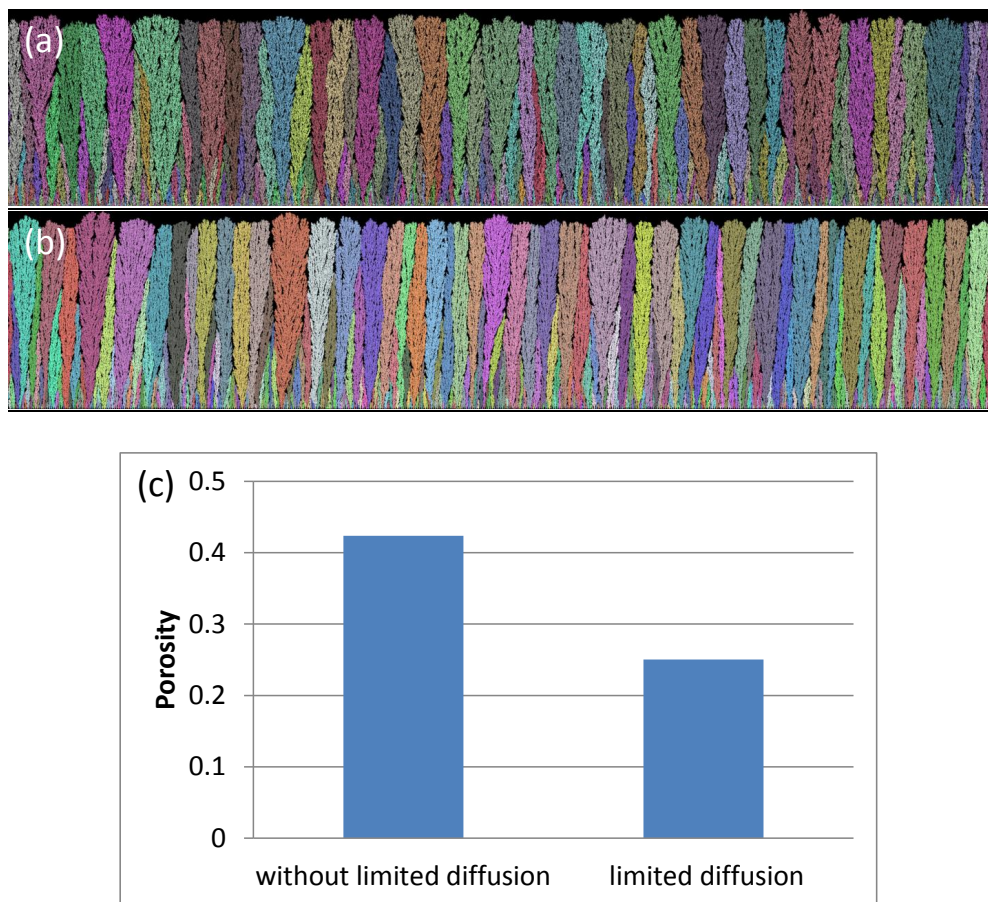 (a)
(b)
(c)
0.5
0.4
0.3
0.2
0.1
0
Porosity
without limited diffusion
limited diffusion